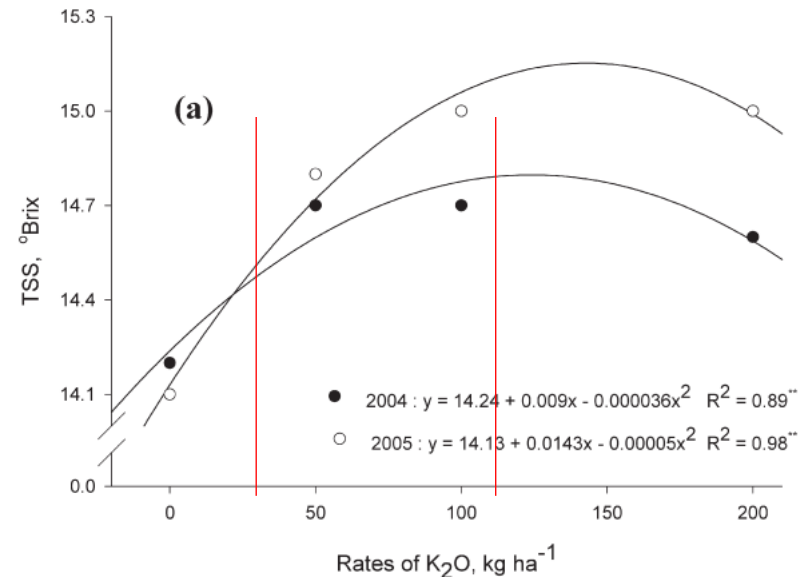 15.3
(a)
15.0
14.7
TSS, °Brix
14.4
14.1
2004 : y = 14.24 + 0.009x - 0.000036x² R² = 0.89**
2005 : y = 14.13 + 0.0143x - 0.00005x² R² = 0.98**
0.0
0 50 100 150 200
Rates of K₂O, kg ha⁻¹